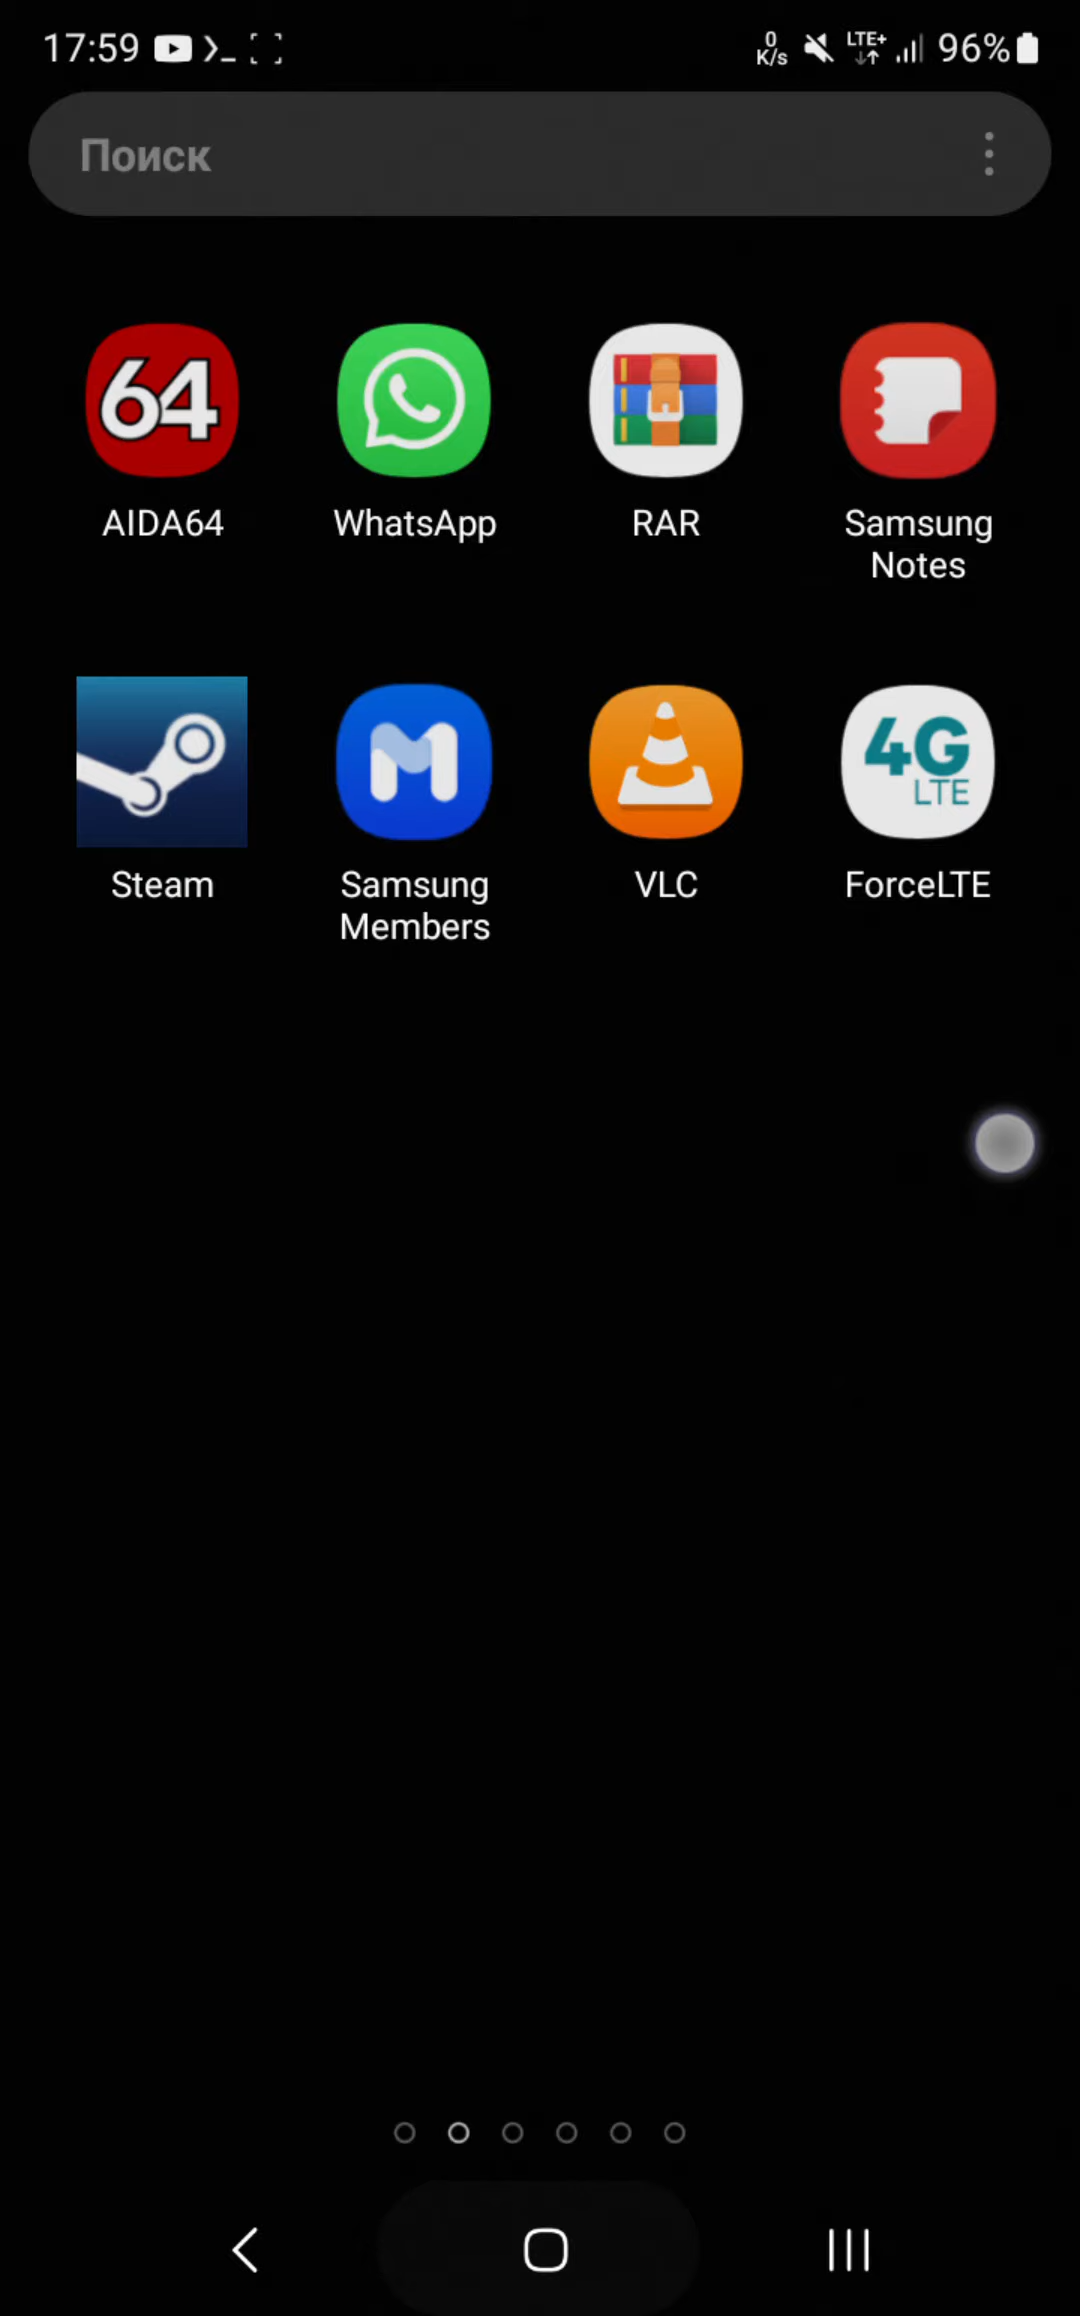 17:59
0
K/s
LTE+
96%
Поиск
64
AIDA64
WhatsApp
RAR
Samsung
Notes
Steam
Samsung
Members
VLC
4G
LTE
ForceLTE